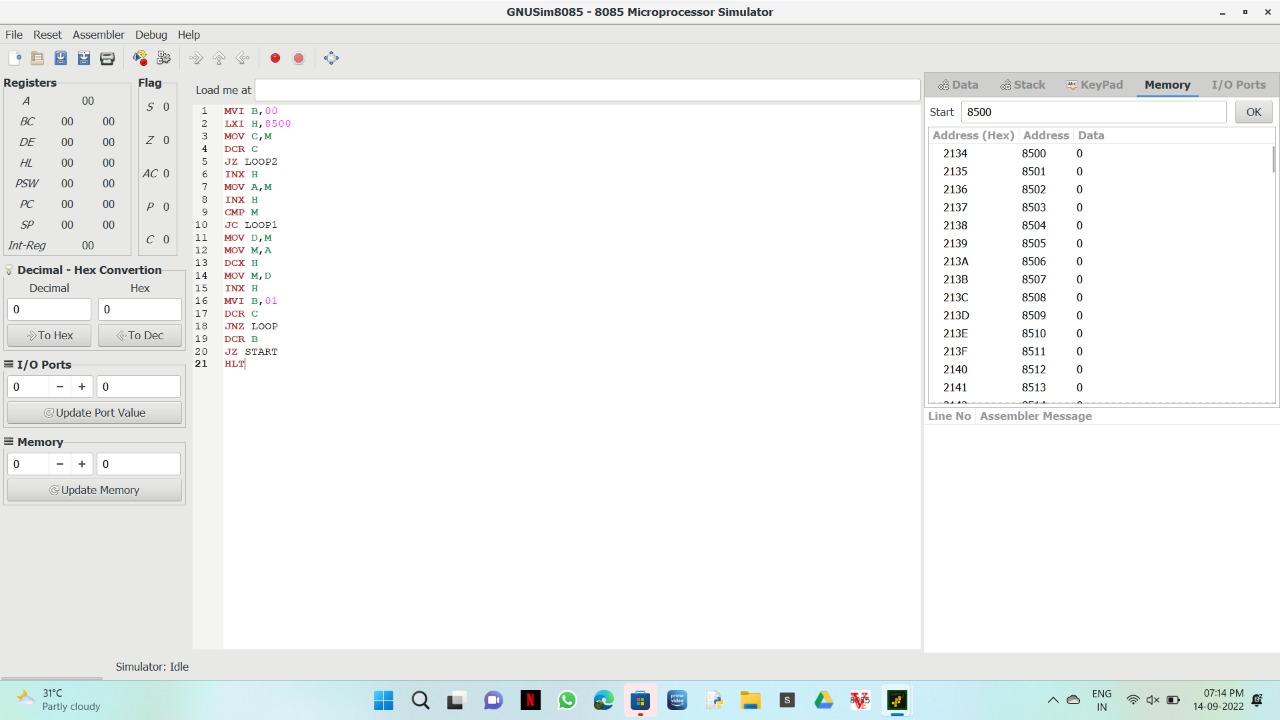 GNUSim8085 - 8085 Microprocessor Simulator
File Reset Assembler Debug Help
Registers
A 00
BC 00 00
DE 00 00
HL 00 00
PSW 00 00
PC 00 00
SP 00 00
Int-Reg 00
Flag
S 0
Z 0
AC 0
P 0
C 0
Decimal - Hex Convertion
Decimal Hex
0 0
To Hex To Dec
I/O Ports
0 − + 0
Update Port Value
Memory
0 − + 0
Update Memory
Load me at
1 MVI B,00
2 LXI H,8500
3 MOV C,M
4 DCR C
5 JZ LOOP2
6 INX H
7 MOV A,M
8 INX H
9 CMP M
10 JC LOOP1
11 MOV D,M
12 MOV M,A
13 DCX H
14 MOV M,D
15 INX H
16 MVI B,01
17 DCR C
18 JNZ LOOP
19 DCR B
20 JZ START
21 HLT
Data Stack KeyPad Memory I/O Ports
Start 8500 OK
Address (Hex) Address Data
2134 8500 0
2135 8501 0
2136 8502 0
2137 8503 0
2138 8504 0
2139 8505 0
213A 8506 0
213B 8507 0
213C 8508 0
213D 8509 0
213E 8510 0
213F 8511 0
2140 8512 0
2141 8513 0
Line No Assembler Message
Simulator: Idle
31°C
Partly cloudy
ENG
IN
07:14 PM
14-09-2022